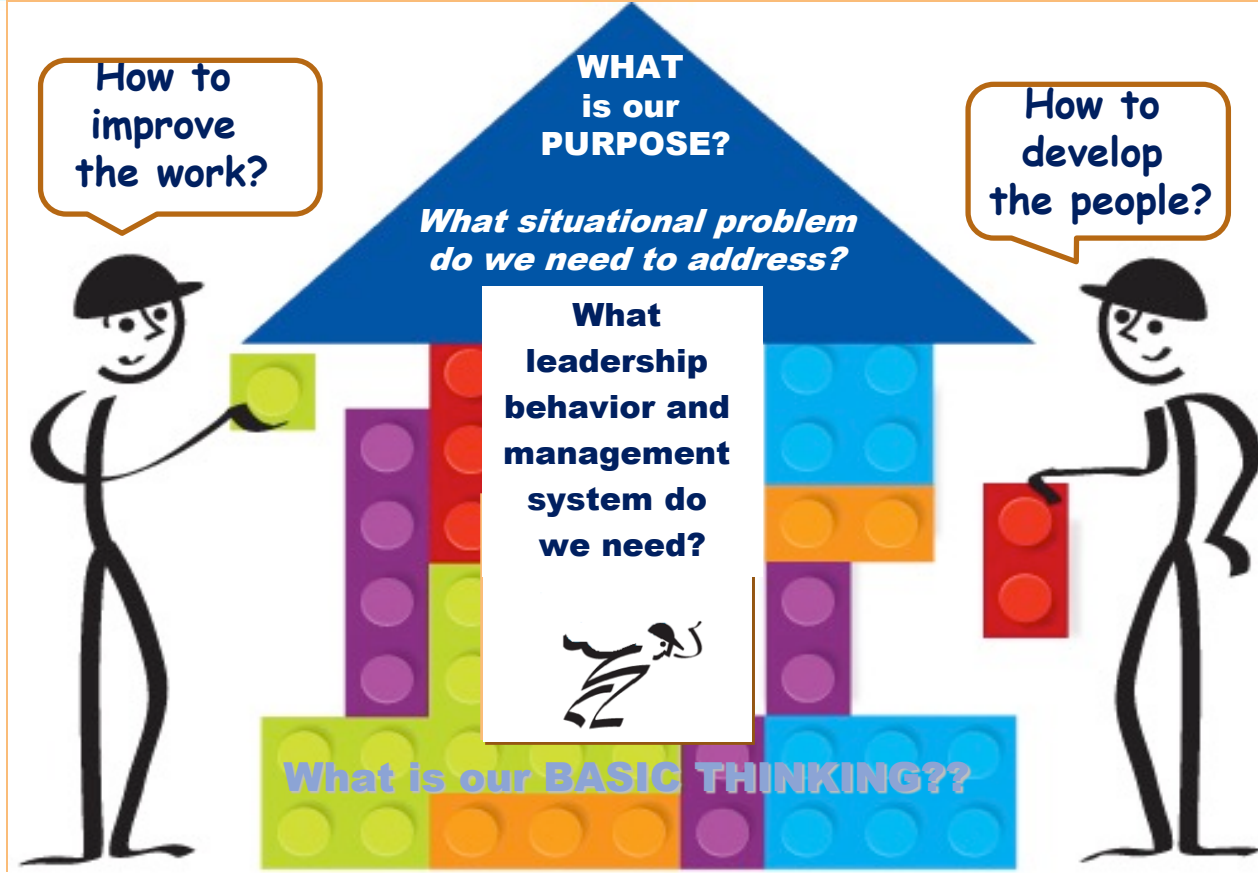 How to
improve
the work?
WHAT
is our
PURPOSE?
What situational problem
do we need to address?
How to
develop
the people?
What
leadership
behavior and
management
system do
we need?
What is our BASIC THINKING??